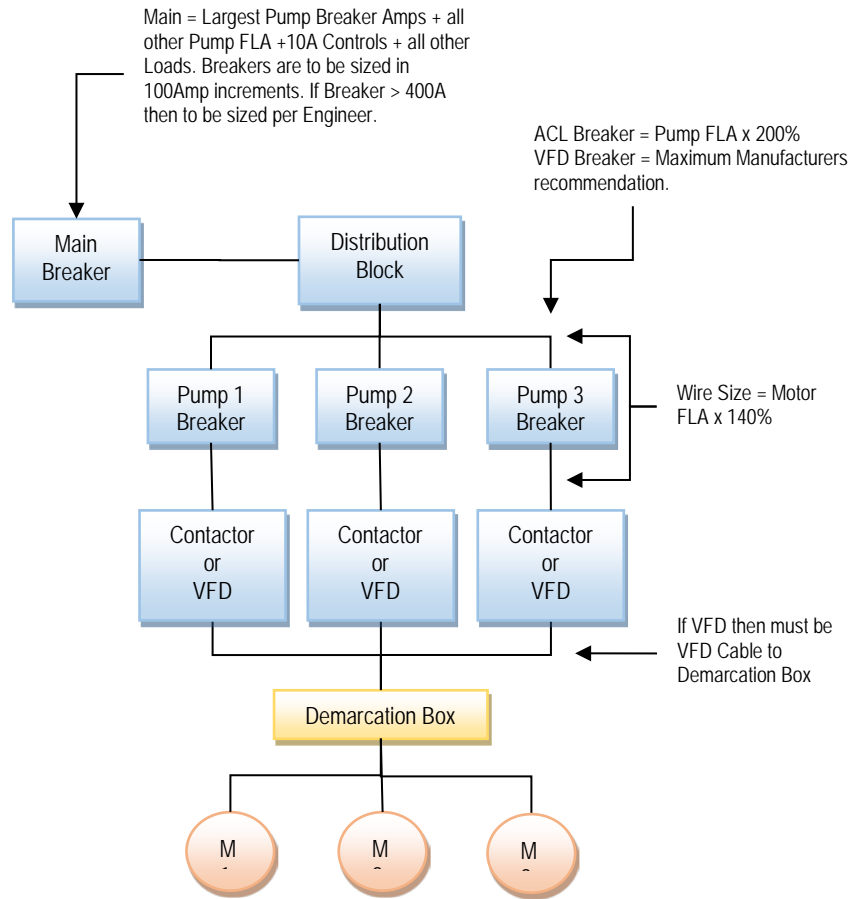 Main = Largest Pump Breaker Amps + all
other Pump FLA +10A Controls + all other
Loads. Breakers are to be sized in
100Amp increments. If Breaker > 400A
then to be sized per Engineer.
ACL Breaker = Pump FLA x 200%
VFD Breaker = Maximum Manufacturers
recommendation.
Main
Breaker
Distribution
Block
Pump 1
Breaker
Pump 2
Breaker
Pump 3
Breaker
Wire Size = Motor
FLA x 140%
Contactor
or
VFD
Contactor
or
VFD
Contactor
or
VFD
If VFD then must be
VFD Cable to
Demarcation Box
Demarcation Box
M
M
M